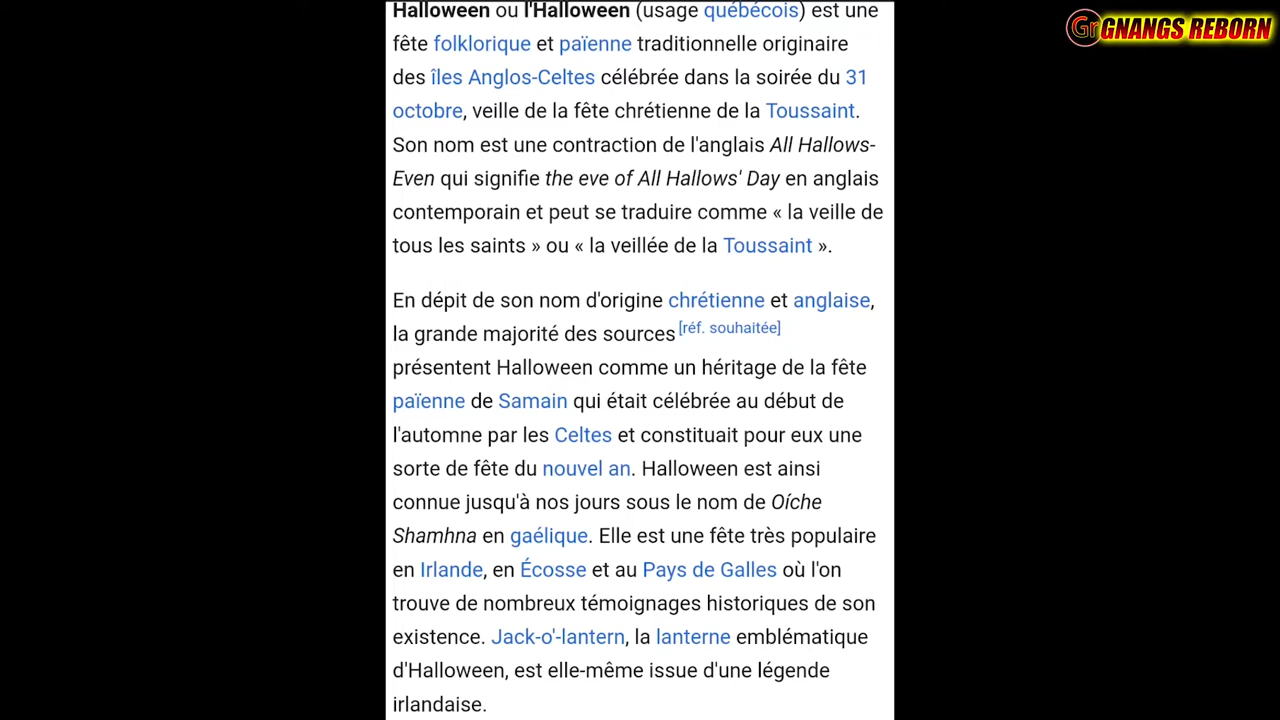 Halloween ou l'Halloween (usage québécois) est une
fête folklorique et païenne traditionnelle originaire
des îles Anglos-Celtes célébrée dans la soirée du 31
octobre, veille de la fête chrétienne de la Toussaint.
Son nom est une contraction de l'anglais All Hallows-
Even qui signifie the eve of All Hallows' Day en anglais
contemporain et peut se traduire comme « la veille de
tous les saints » ou « la veillée de la Toussaint ».
En dépit de son nom d'origine chrétienne et anglaise,
la grande majorité des sources [réf. souhaitée]
présentent Halloween comme un héritage de la fête
païenne de Samain qui était célébrée au début de
l'automne par les Celtes et constituait pour eux une
sorte de fête du nouvel an. Halloween est ainsi
connue jusqu'à nos jours sous le nom de Oíche
Shamhna en gaélique. Elle est une fête très populaire
en Irlande, en Écosse et au Pays de Galles où l'on
trouve de nombreux témoignages historiques de son
existence. Jack-o'-lantern, la lanterne emblématique
d'Halloween, est elle-même issue d'une légende
irlandaise.
Gr GNANGS REBORN